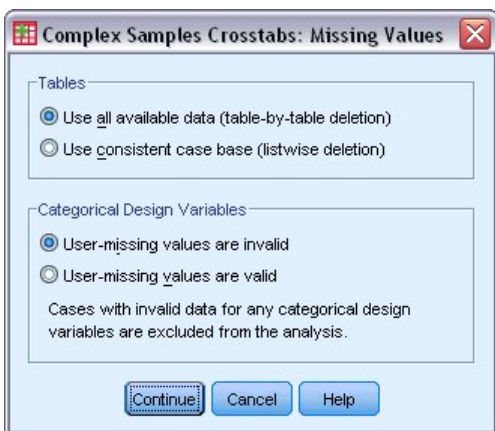 Complex Samples Crosstabs: Missing Values
Tables
Use all available data (table-by-table deletion)
Use consistent case base (listwise deletion)
Categorical Design Variables
User-missing values are invalid
User-missing values are valid
Cases with invalid data for any categorical design
variables are excluded from the analysis.
Continue
Cancel
Help